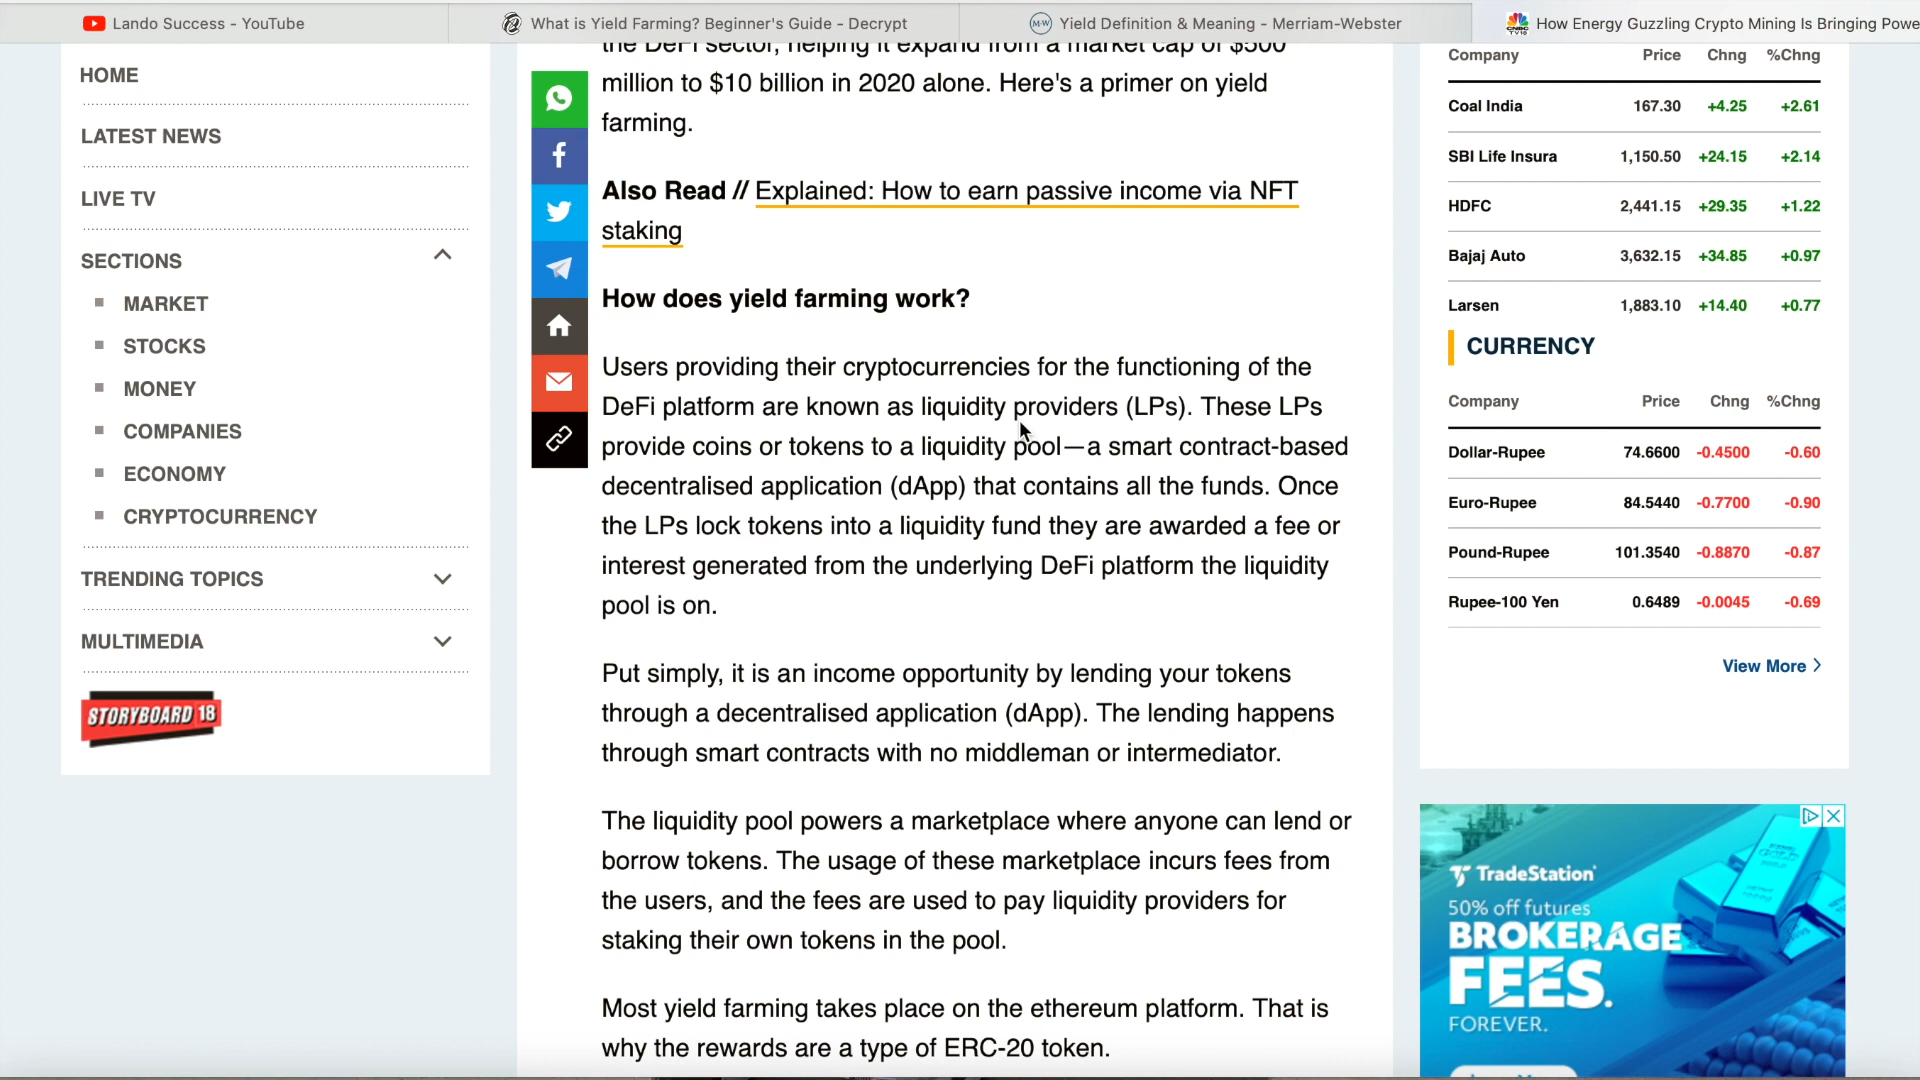 Lando Success - YouTube
What is Yield Farming? Beginner's Guide - Decrypt
Yield Definition & Meaning - Merriam-Webster
How Energy Guzzling Crypto Mining Is Bringing Powe
HOME
LATEST NEWS
LIVE TV
SECTIONS
MARKET
STOCKS
MONEY
COMPANIES
ECONOMY
CRYPTOCURRENCY
TRENDING TOPICS
MULTIMEDIA
STORYBOARD 18
the DeFi sector, helping it expand from a market cap of $500
million to $10 billion in 2020 alone. Here's a primer on yield
farming.
Also Read // Explained: How to earn passive income via NFT
staking
How does yield farming work?
Users providing their cryptocurrencies for the functioning of the
DeFi platform are known as liquidity providers (LPs). These LPs
provide coins or tokens to a liquidity pool—a smart contract-based
decentralised application (dApp) that contains all the funds. Once
the LPs lock tokens into a liquidity fund they are awarded a fee or
interest generated from the underlying DeFi platform the liquidity
pool is on.
Put simply, it is an income opportunity by lending your tokens
through a decentralised application (dApp). The lending happens
through smart contracts with no middleman or intermediator.
The liquidity pool powers a marketplace where anyone can lend or
borrow tokens. The usage of these marketplace incurs fees from
the users, and the fees are used to pay liquidity providers for
staking their own tokens in the pool.
Most yield farming takes place on the ethereum platform. That is
why the rewards are a type of ERC-20 token.
Company Price Chng %Chng
Coal India 167.30 +4.25 +2.61
SBI Life Insura 1,150.50 +24.15 +2.14
HDFC 2,441.15 +29.35 +1.22
Bajaj Auto 3,632.15 +34.85 +0.97
Larsen 1,883.10 +14.40 +0.77
CURRENCY
Company Price Chng %Chng
Dollar-Rupee 74.6600 -0.4500 -0.60
Euro-Rupee 84.5440 -0.7700 -0.90
Pound-Rupee 101.3540 -0.8870 -0.87
Rupee-100 Yen 0.6489 -0.0045 -0.69
View More
TradeStation
50% off futures
BROKERAGE
FEES.
FOREVER.